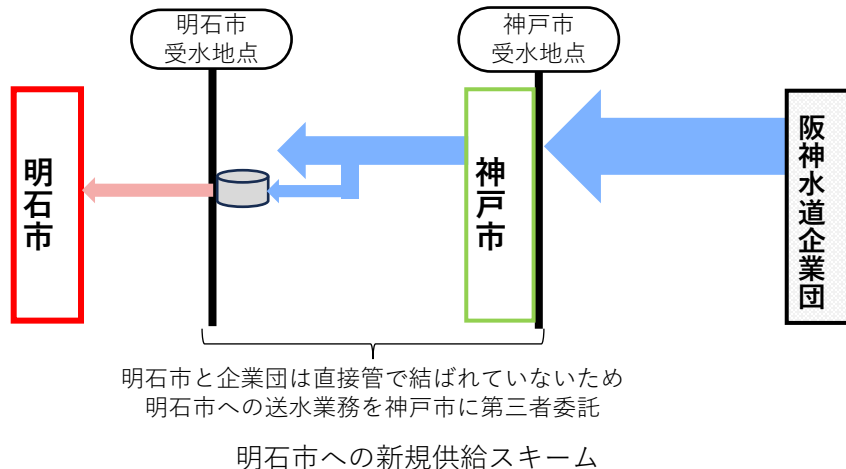 明石市
受水地点
神戸市
受水地点
明石市
神戸市
阪神水道企業団
明石市と企業団は直接管で結ばれていないため
明石市への送水業務を神戸市に第三者委託
明石市への新規供給スキーム